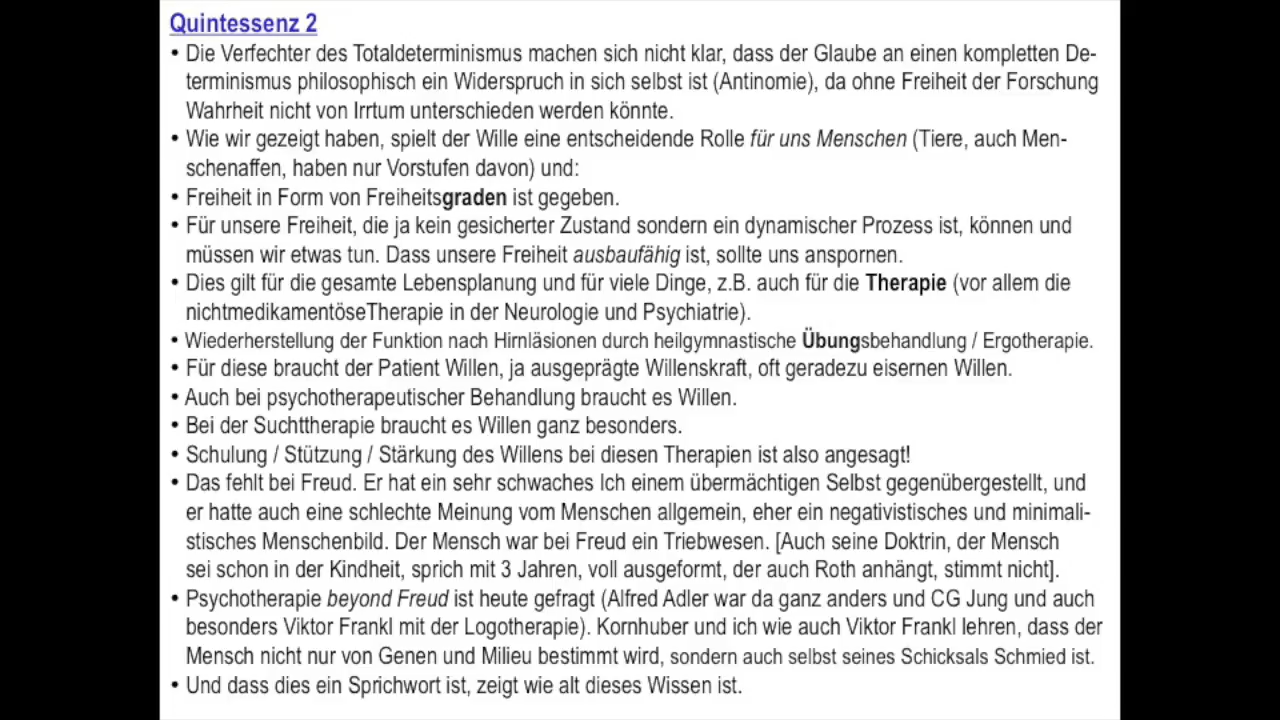 Quintessenz 2
• Die Verfechter des Totaldeterminismus machen sich nicht klar, dass der Glaube an einen kompletten De-
terminismus philosophisch ein Widerspruch in sich selbst ist (Antinomie), da ohne Freiheit der Forschung
Wahrheit nicht von Irrtum unterschieden werden könnte.
• Wie wir gezeigt haben, spielt der Wille eine entscheidende Rolle für uns Menschen (Tiere, auch Men-
schenaffen, haben nur Vorstufen davon) und:
• Freiheit in Form von Freiheitsgraden ist gegeben.
• Für unsere Freiheit, die ja kein gesicherter Zustand sondern ein dynamischer Prozess ist, können und
müssen wir etwas tun. Dass unsere Freiheit ausbaufähig ist, sollte uns anspornen.
• Dies gilt für die gesamte Lebensplanung und für viele Dinge, z.B. auch für die Therapie (vor allem die
nichtmedikamentöseTherapie in der Neurologie und Psychiatrie).
• Wiederherstellung der Funktion nach Hirnläsionen durch heilgymnastische Übungsbehandlung / Ergotherapie.
• Für diese braucht der Patient Willen, ja ausgeprägte Willenskraft, oft geradezu eisernen Willen.
• Auch bei psychotherapeutischer Behandlung braucht es Willen.
• Bei der Suchttherapie braucht es Willen ganz besonders.
• Schulung / Stützung / Stärkung des Willens bei diesen Therapien ist also angesagt!
• Das fehlt bei Freud. Er hat ein sehr schwaches Ich einem übermächtigen Selbst gegenübergestellt, und
er hatte auch eine schlechte Meinung vom Menschen allgemein, eher ein negativistisches und minimali-
stisches Menschenbild. Der Mensch war bei Freud ein Triebwesen. [Auch seine Doktrin, der Mensch
sei schon in der Kindheit, sprich mit 3 Jahren, voll ausgeformt, der auch Roth anhängt, stimmt nicht].
• Psychotherapie beyond Freud ist heute gefragt (Alfred Adler war da ganz anders und CG Jung und auch
besonders Viktor Frankl mit der Logotherapie). Kornhuber und ich wie auch Viktor Frankl lehren, dass der
Mensch nicht nur von Genen und Milieu bestimmt wird, sondern auch selbst seines Schicksals Schmied ist.
• Und dass dies ein Sprichwort ist, zeigt wie alt dieses Wissen ist.